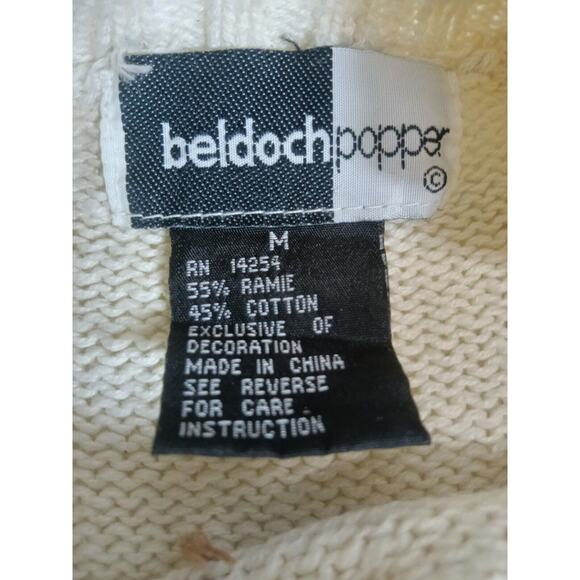 beldochpopper
©
M
RN 14254
55% RAMIE
45% COTTON
EXCLUSIVE OF
DECORATION
MADE IN CHINA
SEE REVERSE
FOR CARE
INSTRUCTION